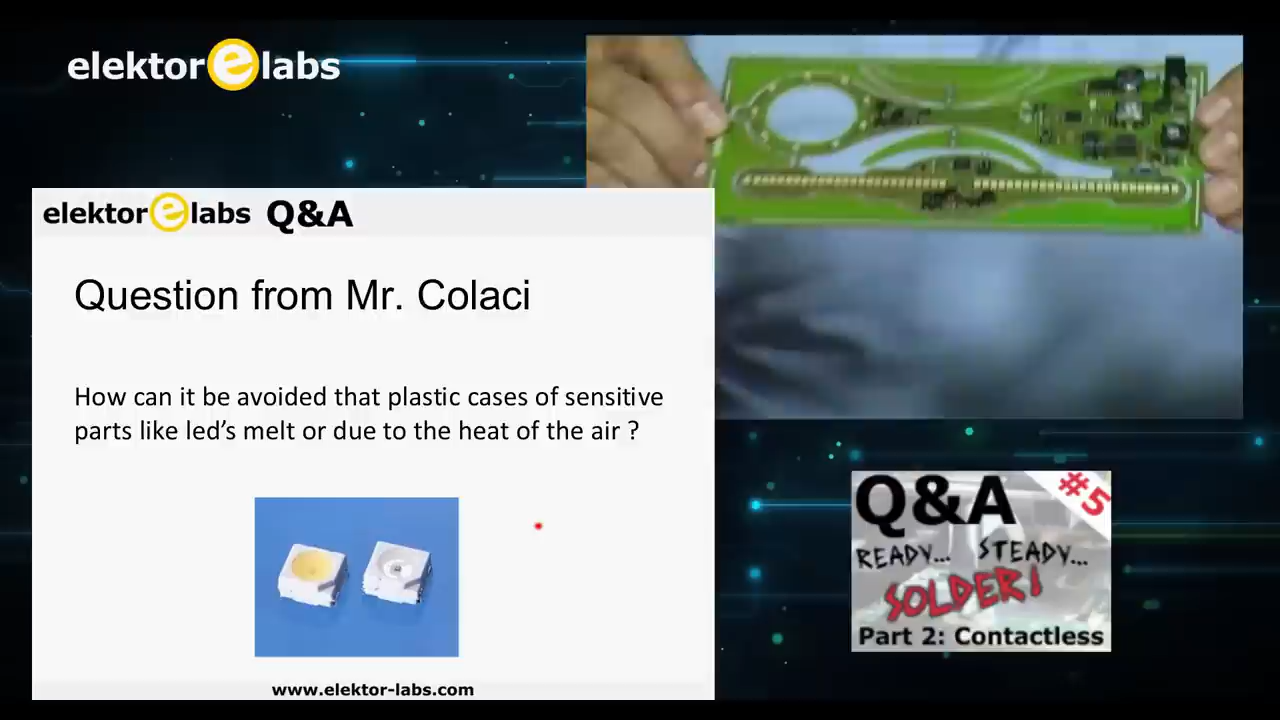 elektor e labs
elektor e labs Q&A
Question from Mr. Colaci
How can it be avoided that plastic cases of sensitive
parts like led’s melt or due to the heat of the air ?
www.elektor-labs.com
Q&A
#5
READY... STEADY...
SOLDER!
Part 2: Contactless